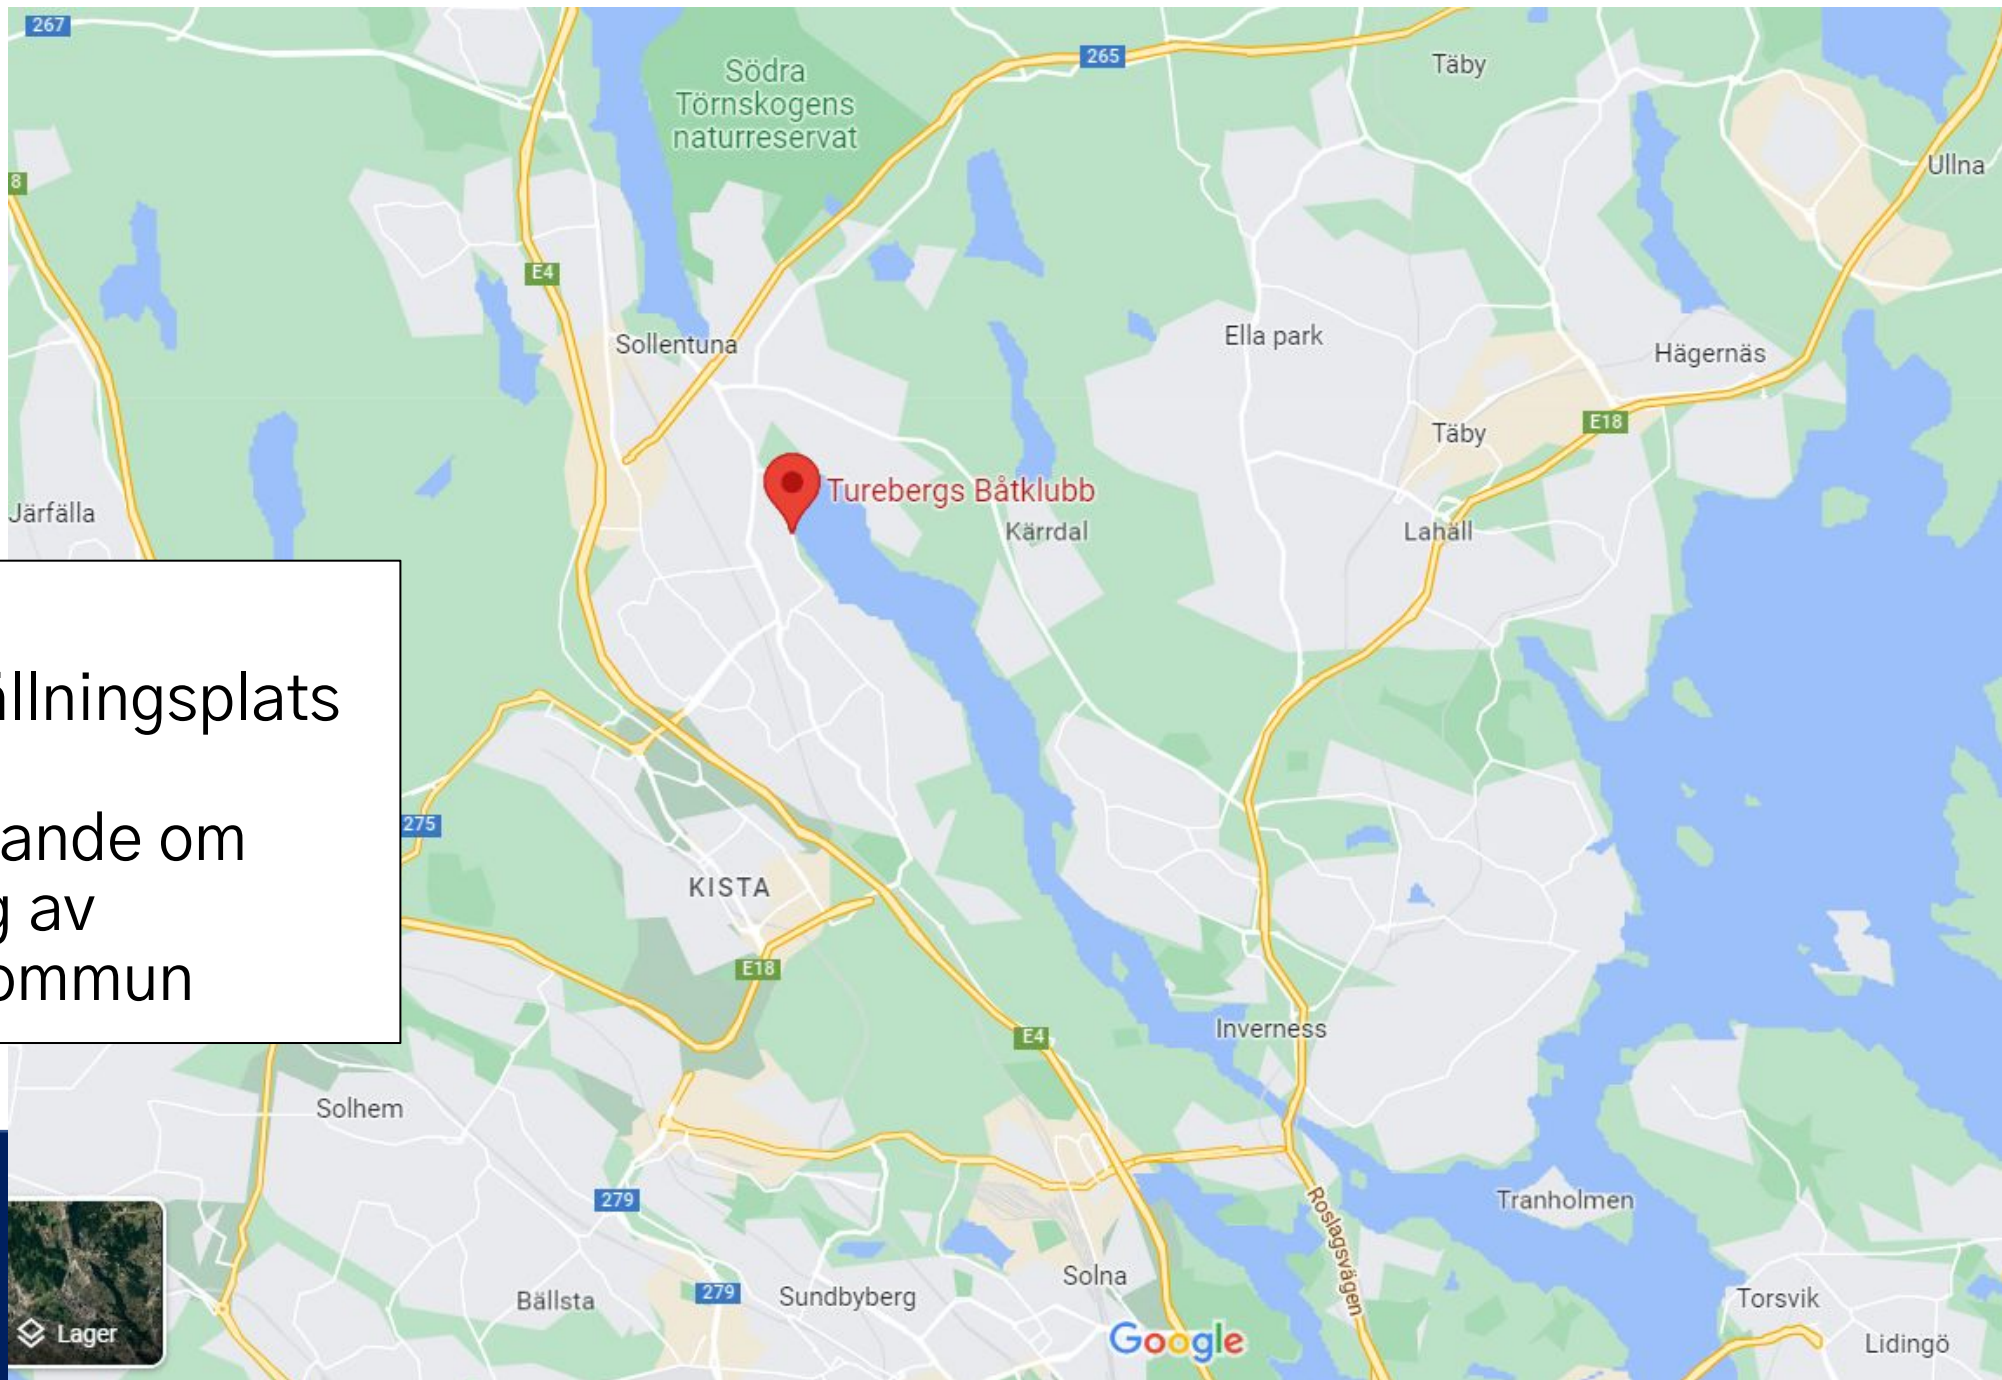 267
Södra
Törnskogens
naturreservat
265
Täby
Ullna
8
E4
Sollentuna
Ella park
Hägernäs
E18
Täby
Turebergs Båtklubb
Kärrdal
Lahäll
Järfälla
ällningsplats
ande om
g av
ommun
275
KISTA
E18
E4
Inverness
Solhem
279
Roslagsvägen
Tranholmen
Solna
279
Sundbyberg
Bällsta
Torsvik
Lidingö
Lager
Google